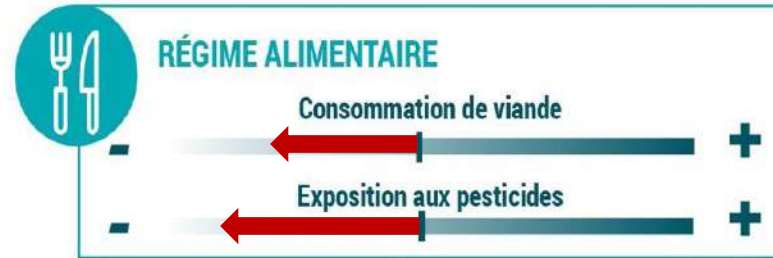 RÉGIME ALIMENTAIRE
Consommation de viande
- +
Exposition aux pesticides
- +